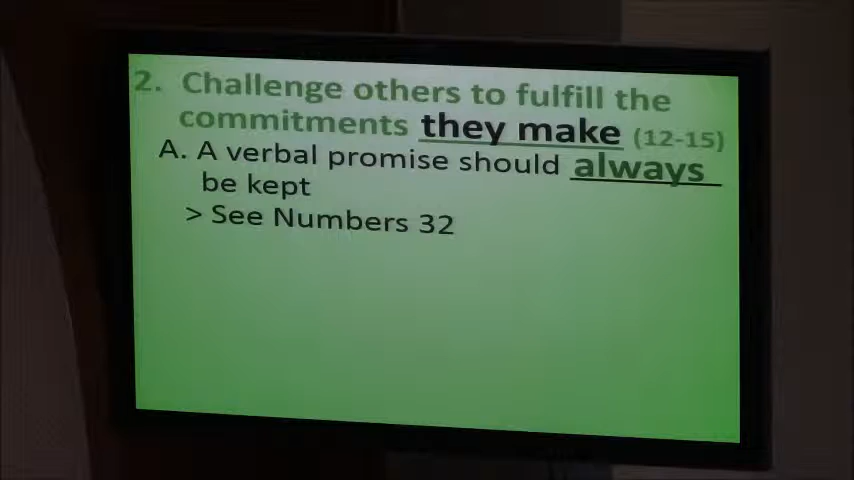 2. Challenge others to fulfill the
commitments they make (12-15)
A. A verbal promise should always
be kept
> See Numbers 32